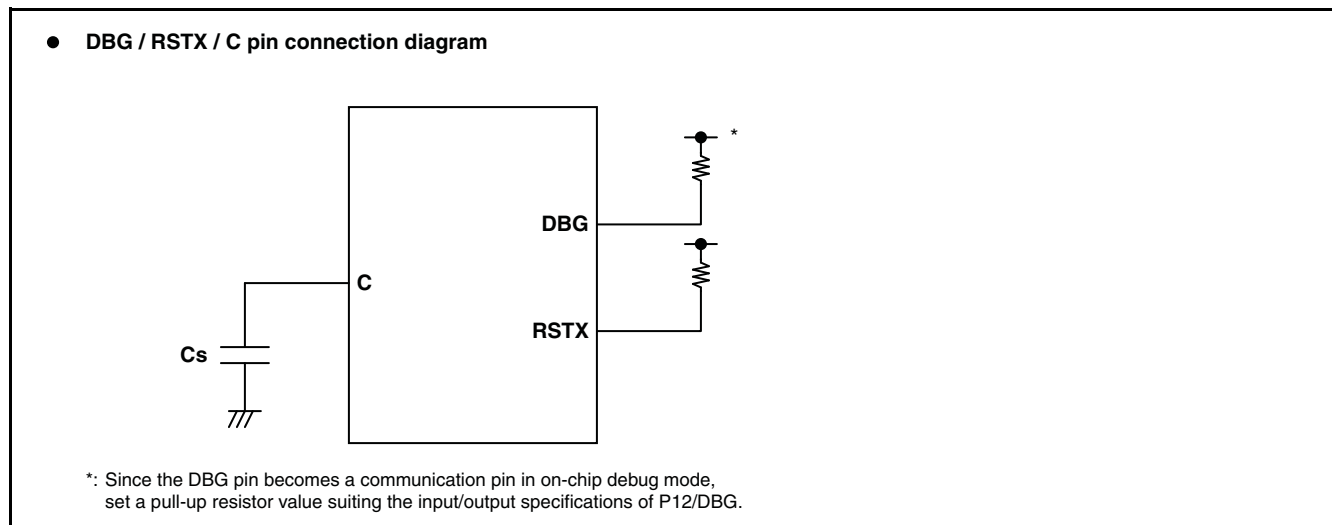 ● DBG / RSTX / C pin connection diagram
*
DBG
C
RSTX
Cs
*: Since the DBG pin becomes a communication pin in on-chip debug mode,
set a pull-up resistor value suiting the input/output specifications of P12/DBG.